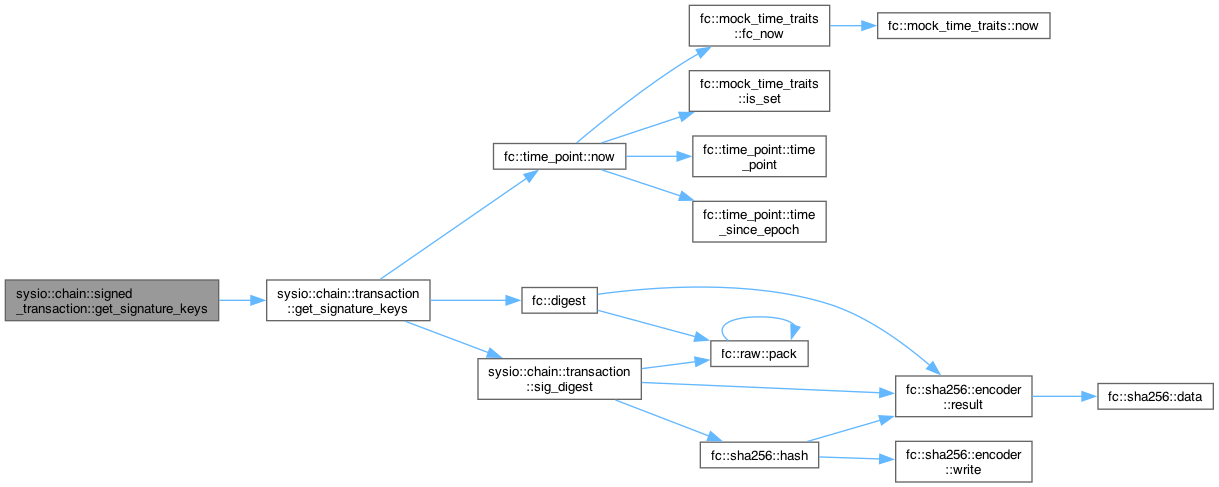 fc::mock_time_traits
::fc_now
fc::mock_time_traits::now
fc::mock_time_traits
::is_set
fc::time_point::now
fc::time_point::time
_point
fc::time_point::time
_since_epoch
sysio::chain::signed
_transaction::get_signature_keys
sysio::chain::transaction
::get_signature_keys
fc::digest
fc::raw::pack
sysio::chain::transaction
::sig_digest
fc::sha256::encoder
::result
fc::sha256::data
fc::sha256::hash
fc::sha256::encoder
::write